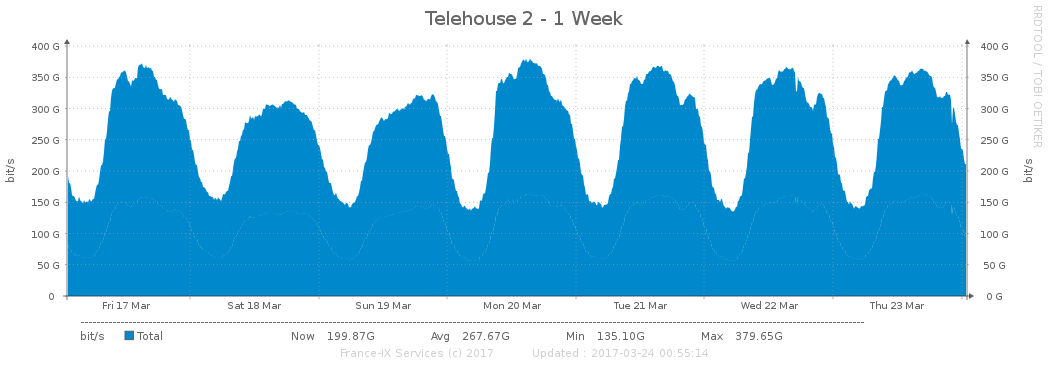 Telehouse 2 - 1 Week
RRDTOOL / TOBI OETIKER
bit/s
400 G
350 G
300 G
250 G
200 G
150 G
100 G
50 G
0
400 G
350 G
300 G
250 G
200 G
150 G
100 G
50 G
0 G
bit/s
Fri 17 Mar Sat 18 Mar Sun 19 Mar Mon 20 Mar Tue 21 Mar Wed 22 Mar Thu 23 Mar
bit/s Total Now 199.87G Avg 267.67G Min 135.10G Max 379.65G
France-IX Services (c) 2017 Updated : 2017-03-24 00:55:14